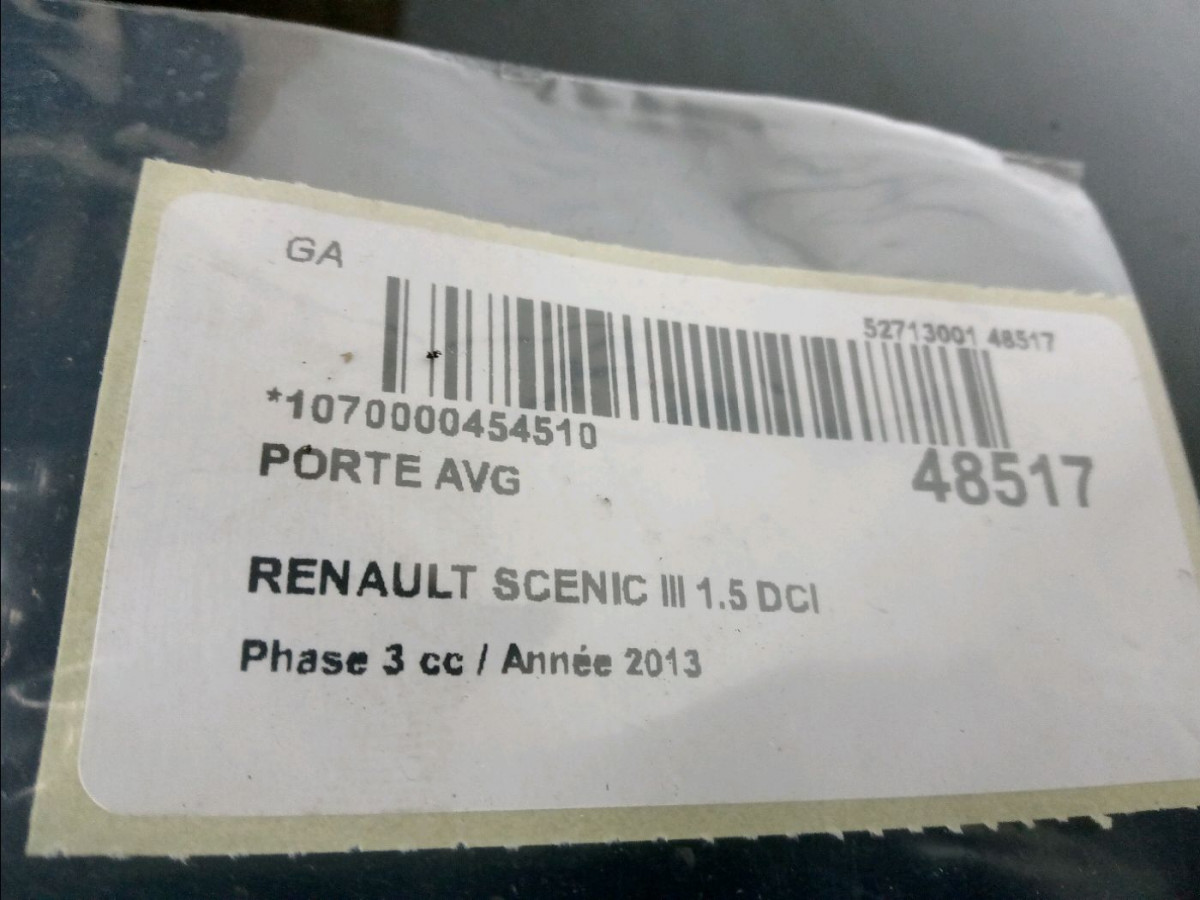 GA
52713001 48517
*1070000454510
PORTE AVG
48517
RENAULT SCENIC III 1.5 DCI
Phase 3 cc / Année 2013